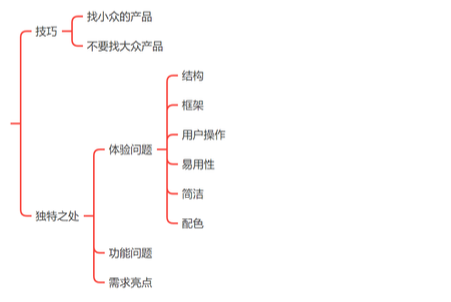 技巧
找小众的产品
不要找大众产品
独特之处
体验问题
结构
框架
用户操作
易用性
简洁
配色
功能问题
需求亮点